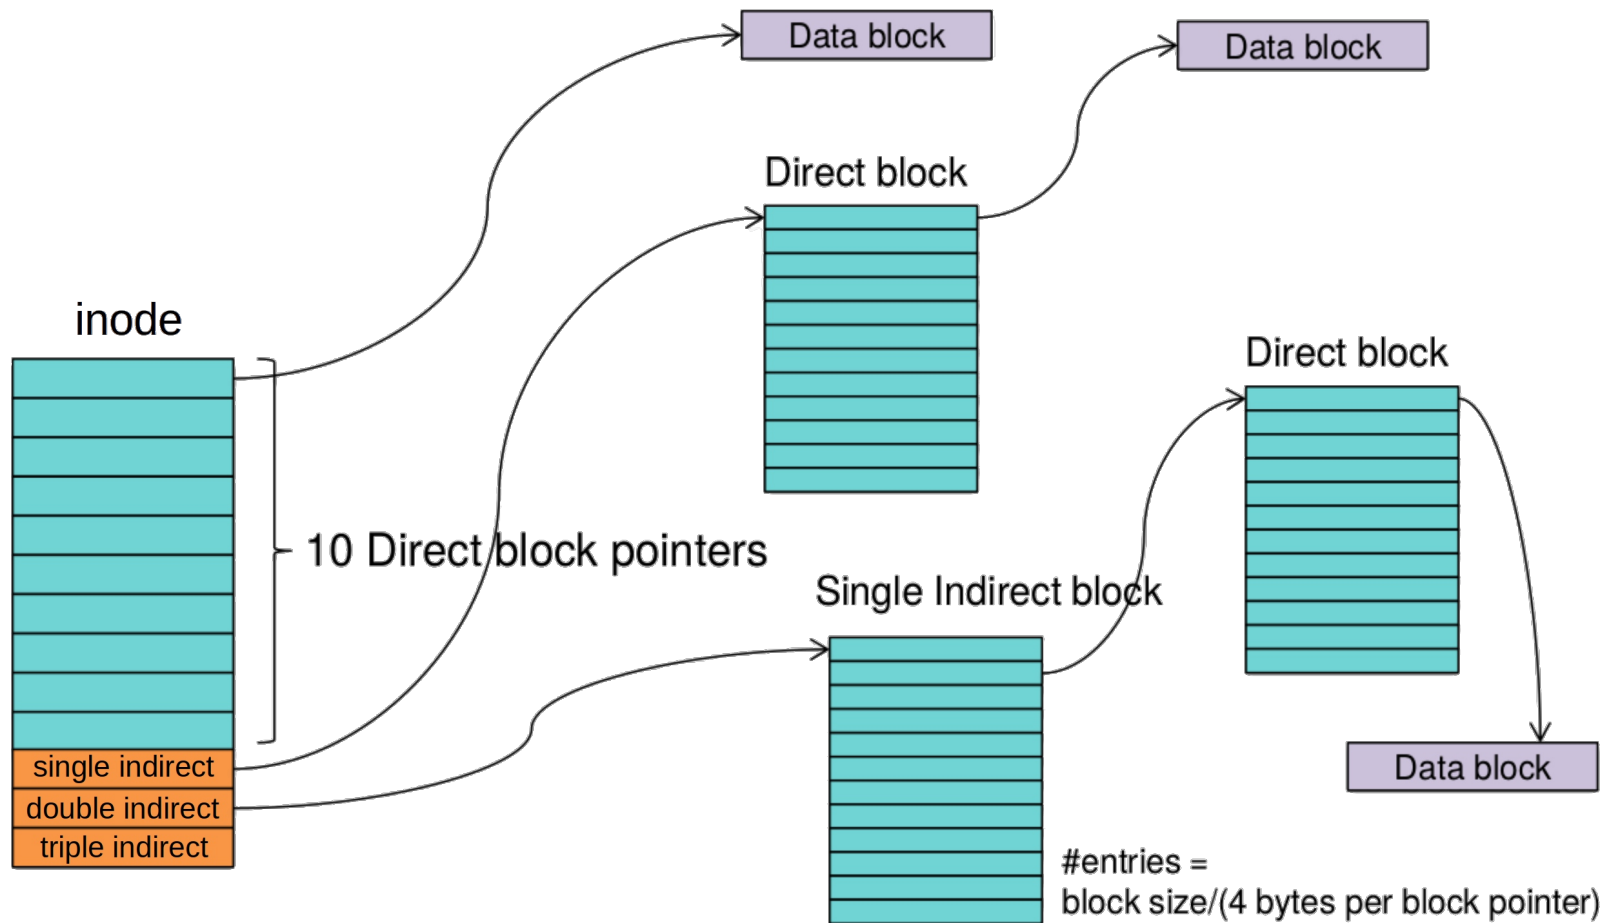 Data block
Data block
Direct block
inode
Direct block
10 Direct block pointers
Single Indirect block
single indirect
double indirect
triple indirect
Data block
#entries =
block size/(4 bytes per block pointer)